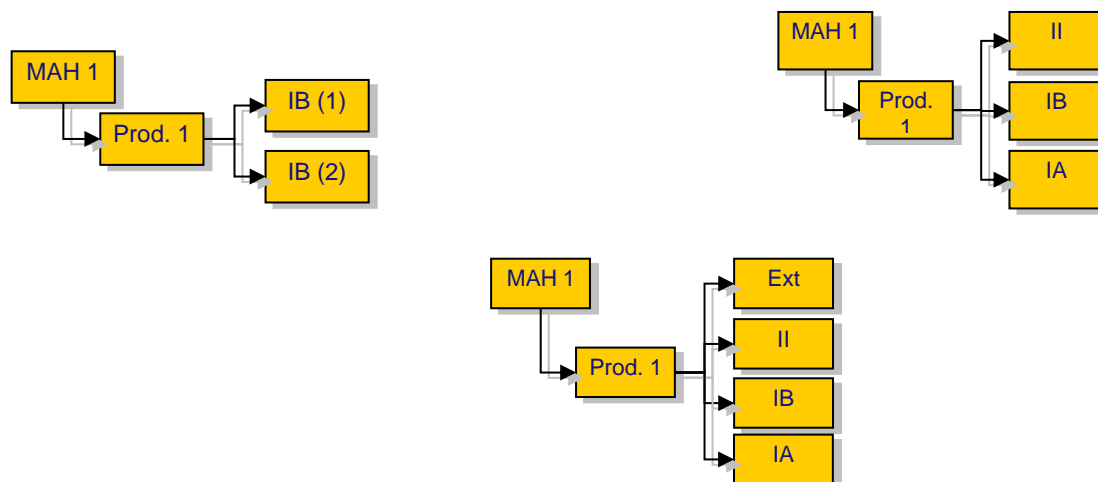 MAH 1
Prod. 1
IB (1)
IB (2)
MAH 1
Prod.
1
II
IB
IA
MAH 1
Prod. 1
Ext
II
IB
IA